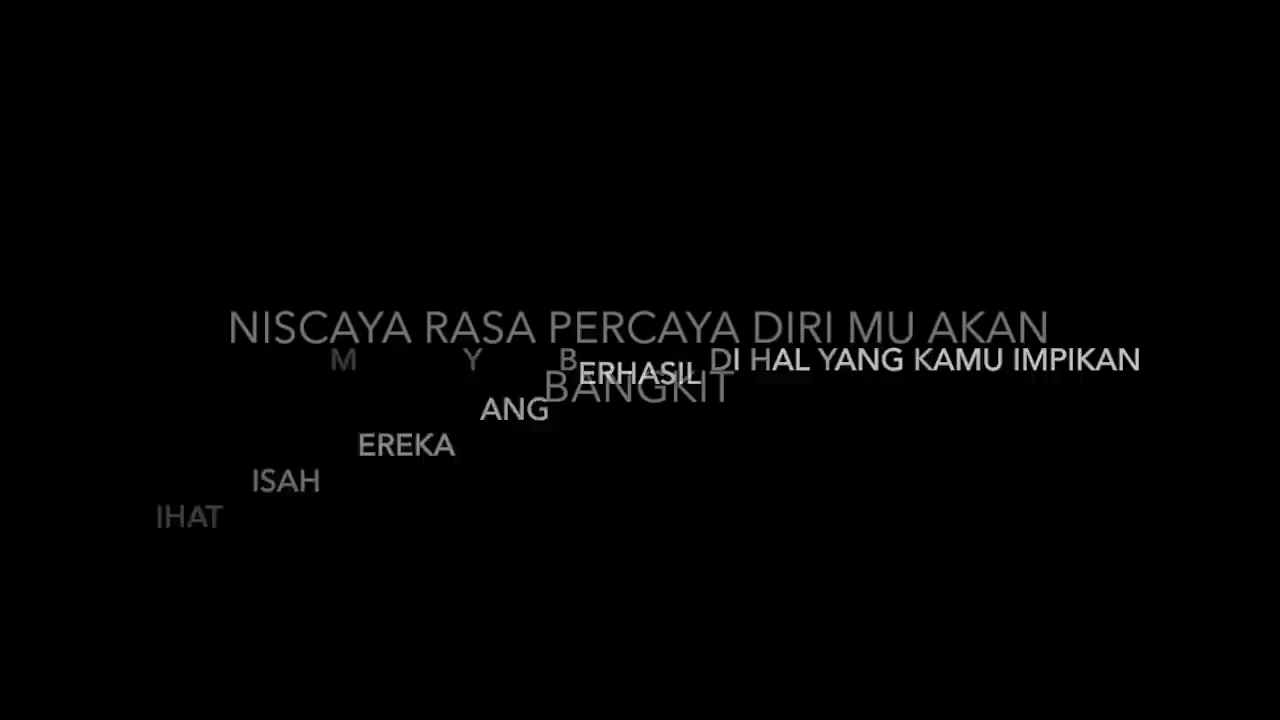 NISCAYA RASA PERCAYA DIRI MU AKAN
BANGKIT
M Y B DI HAL YANG KAMU IMPIKAN
ERHASIL
ANG
EREKA
ISAH
IHAT